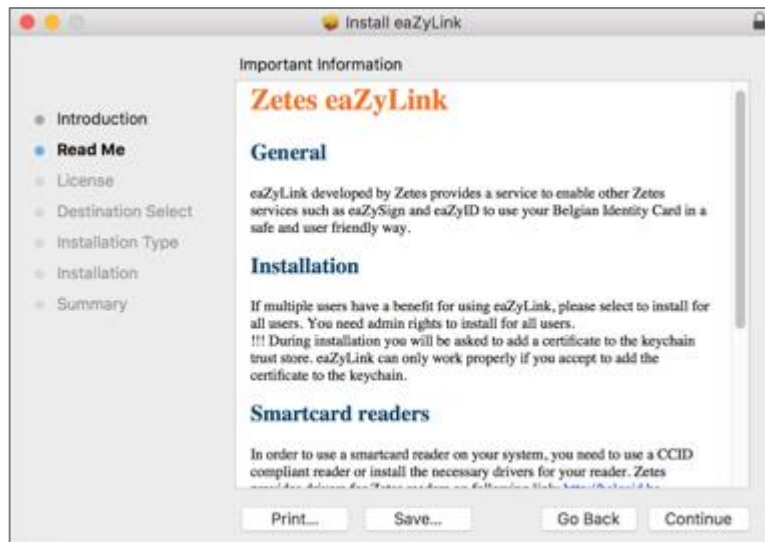 Install eaZyLink
Important Information
Introduction
Read Me
License
Destination Select
Installation Type
Installation
Summary
Zetes eaZyLink
General
eaZyLink developed by Zetes provides a service to enable other Zetes
services such as eaZySign and eaZyID to use your Belgian Identity Card in a
safe and user friendly way.
Installation
If multiple users have a benefit for using eaZyLink, please select to install for
all users. You need admin rights to install for all users.
!!! During installation you will be asked to add a certificate to the keychain
trust store. eaZyLink can only work properly if you accept to add the
certificate to the keychain.
Smartcard readers
In order to use a smartcard reader on your system, you need to use a CCID
compliant reader or install the necessary drivers for your reader. Zetes
Print...
Save...
Go Back
Continue